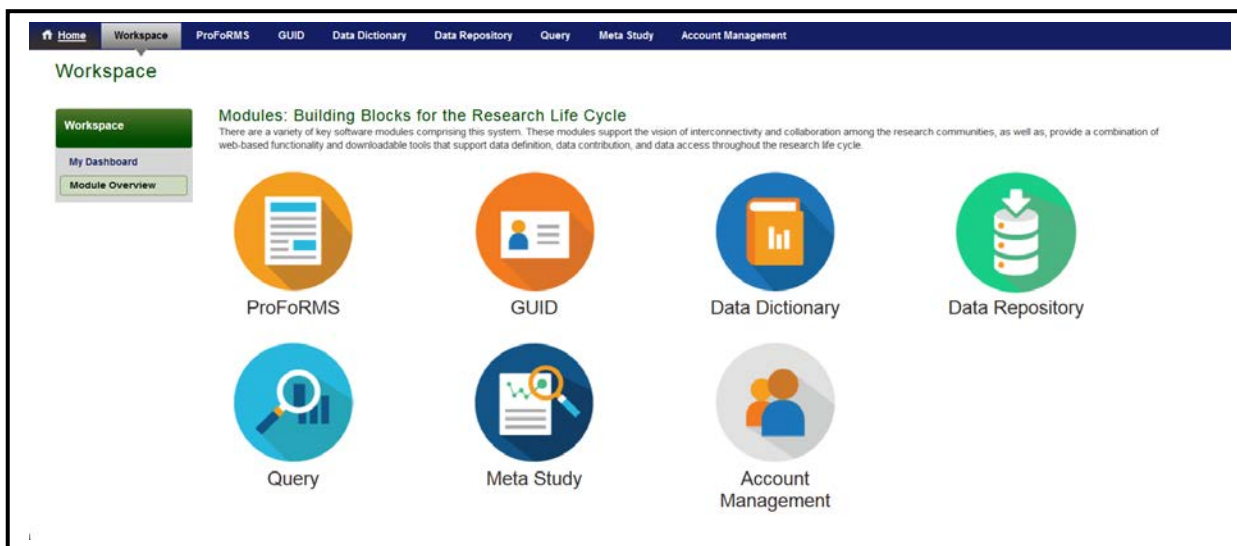 Home Workspace ProFoRMS GUID Data Dictionary Data Repository Query Meta Study Account Management
Workspace
Workspace
My Dashboard
Module Overview
Modules: Building Blocks for the Research Life Cycle
There are a variety of key software modules comprising this system. These modules support the vision of interconnectivity and collaboration among the research communities, as well as, provide a combination of
web-based functionality and downloadable tools that support data definition, data contribution, and data access throughout the research life cycle.
ProFoRMS GUID Data Dictionary Data Repository
Query Meta Study Account
Management